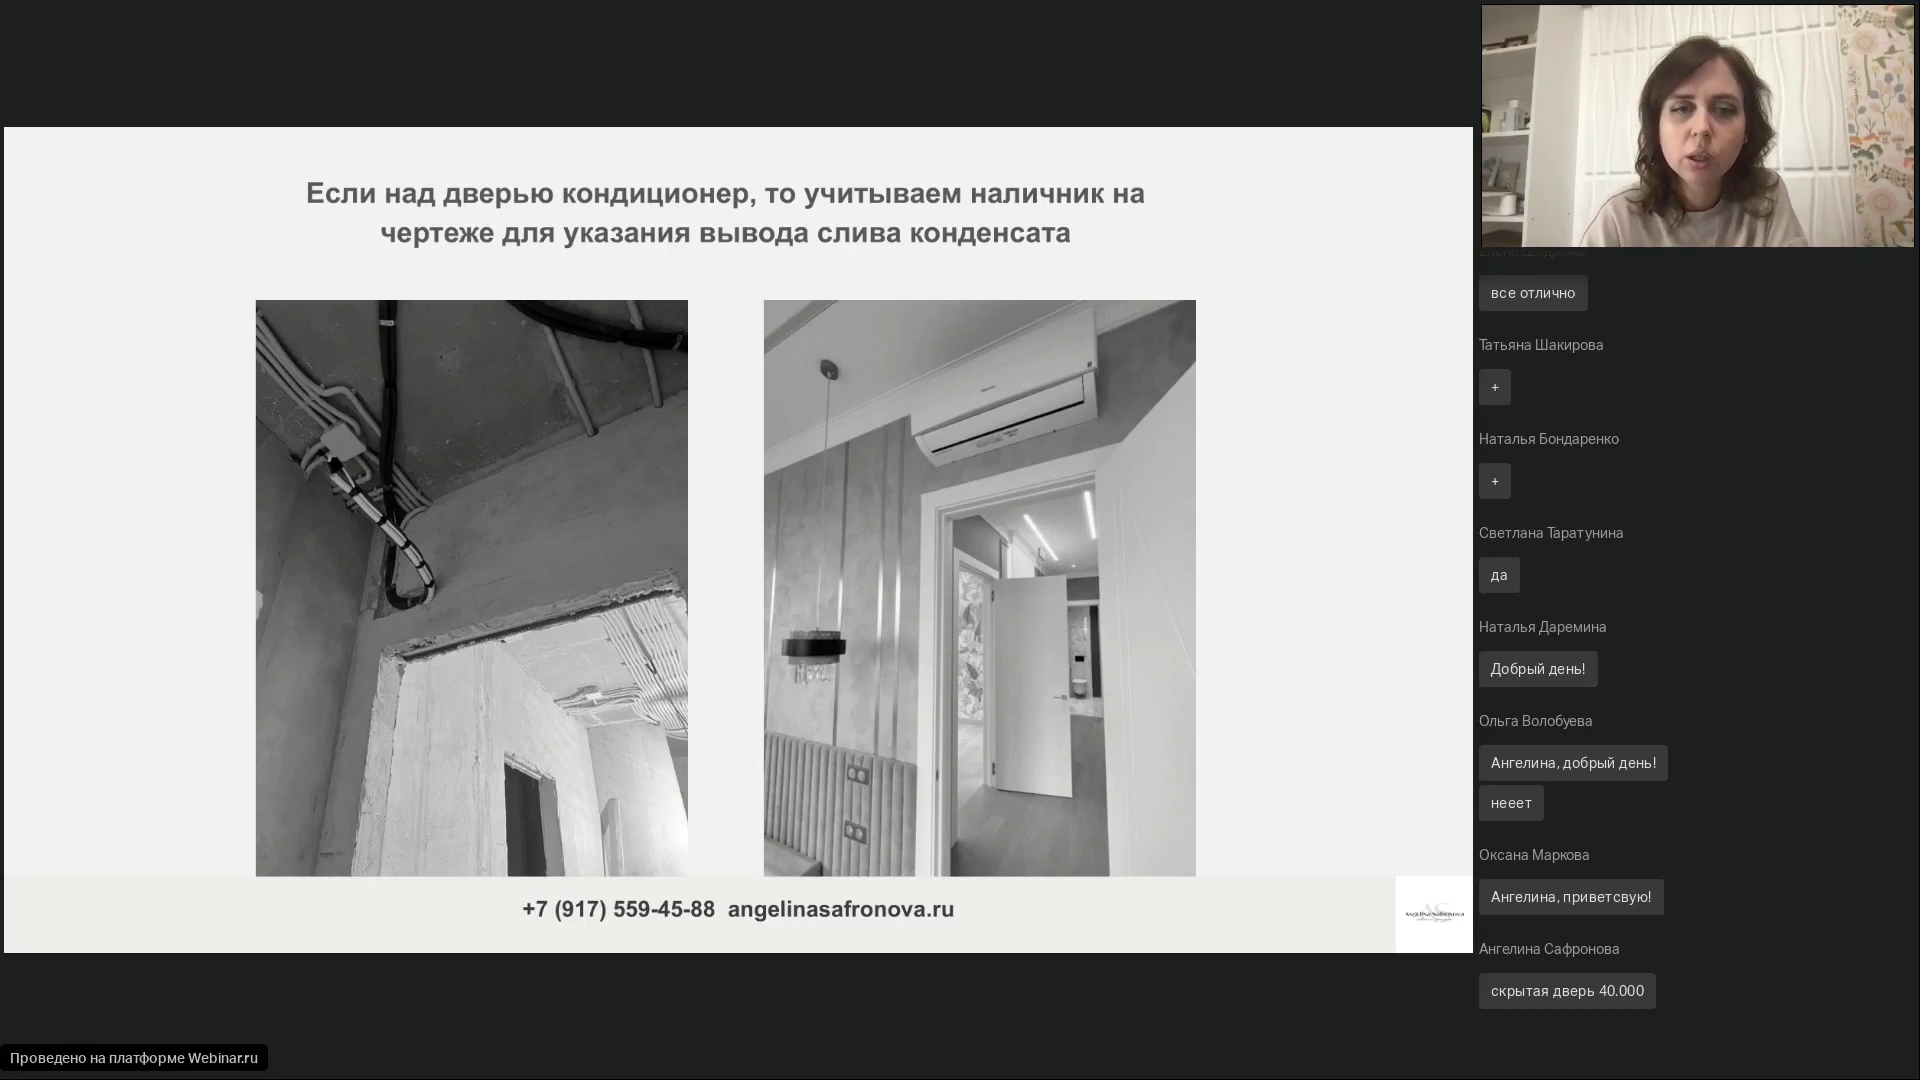 Если над дверью кондиционер, то учитываем наличник на
чертеже для указания вывода слива конденсата
+7 (917) 559-45-88 angelinasafronova.ru
все отлично
Татьяна Шакирова
+
Наталья Бондаренко
+
Светлана Таратунина
да
Наталья Даремина
Добрый день!
Ольга Волобуева
Ангелина, добрый день!
нееет
Оксана Маркова
Ангелина, приветсвую!
Ангелина Сафронова
скрытая дверь 40.000
Проведено на платформе Webinar.ru